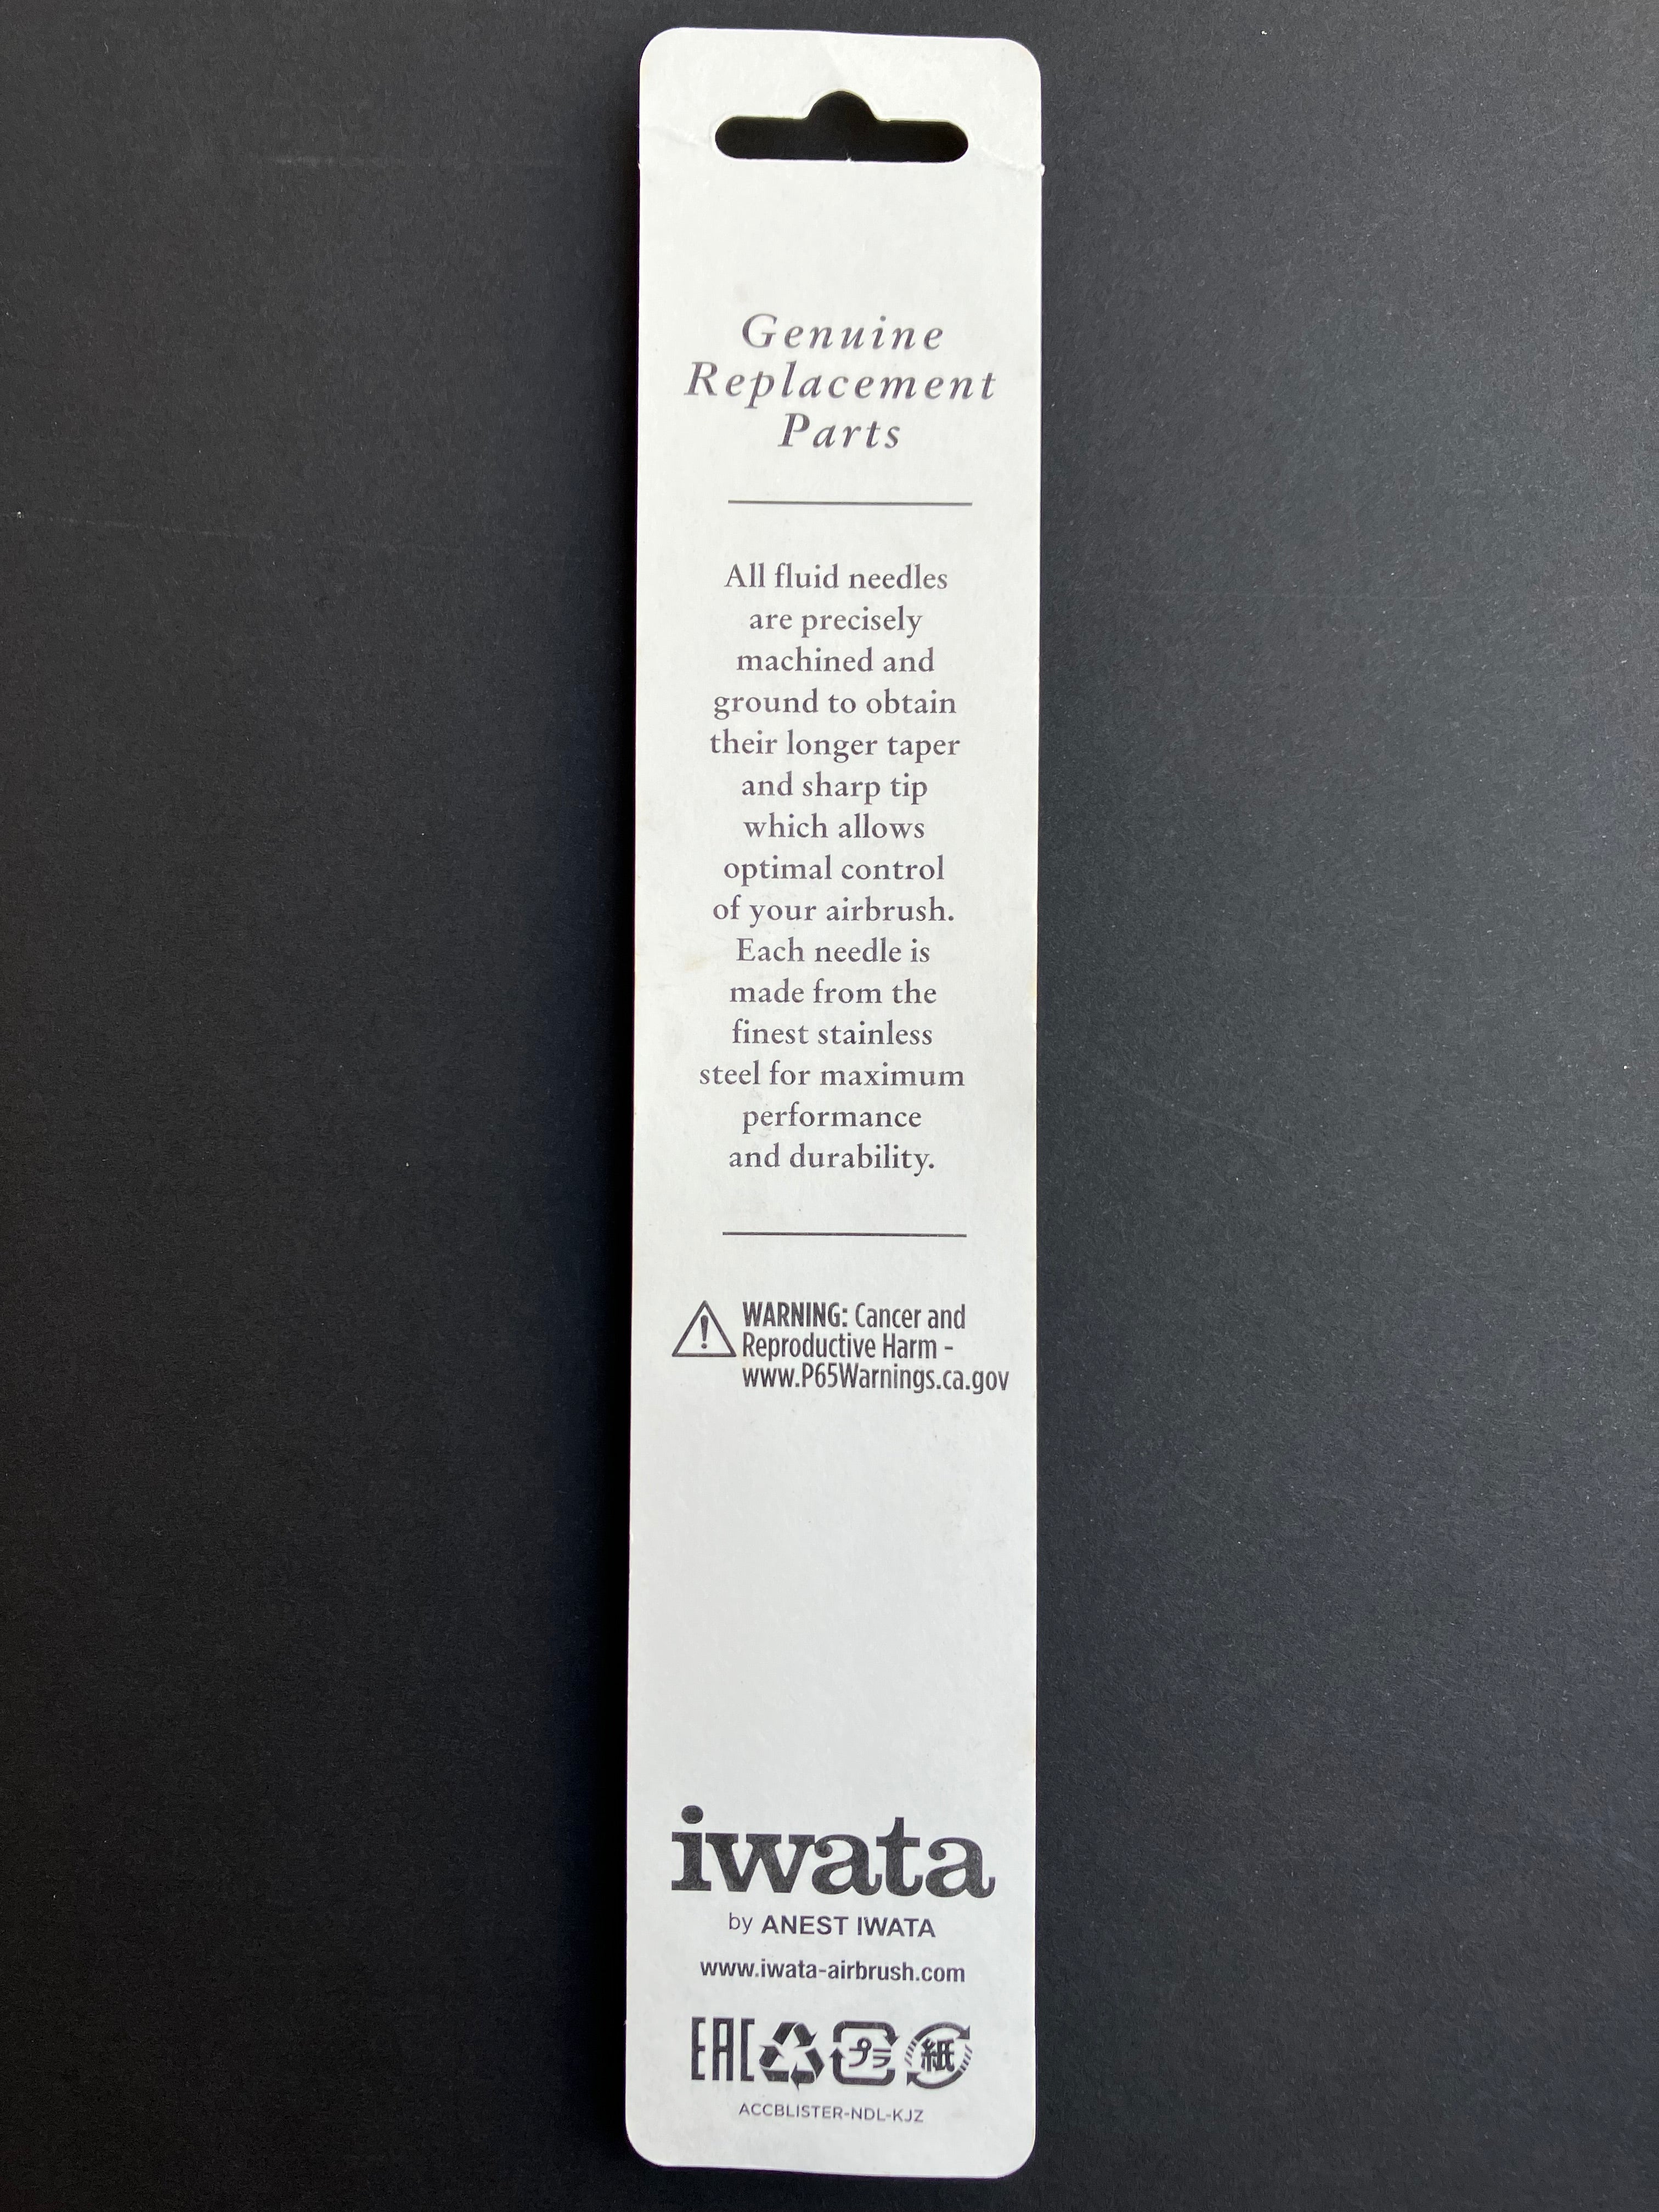 Genuine
Replacement
Parts
All fluid needles
are precisely
machined and
ground to obtain
their longer taper
and sharp tip
which allows
optimal control
of your airbrush.
Each needle is
made from the
finest stainless
steel for maximum
performance
and durability.
WARNING: Cancer and
Reproductive Harm -
www.P65Warnings.ca.gov
iwata
by ANEST IWATA
www.iwata-airbrush.com
EAC プラ 紙
ACCBLISTER-NDL-KJZ